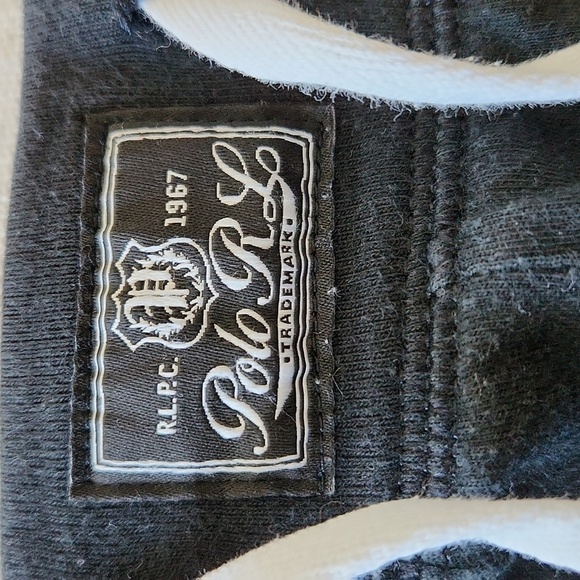 R.L.P.C. P 1967
Polo R-L
TRADEMARK